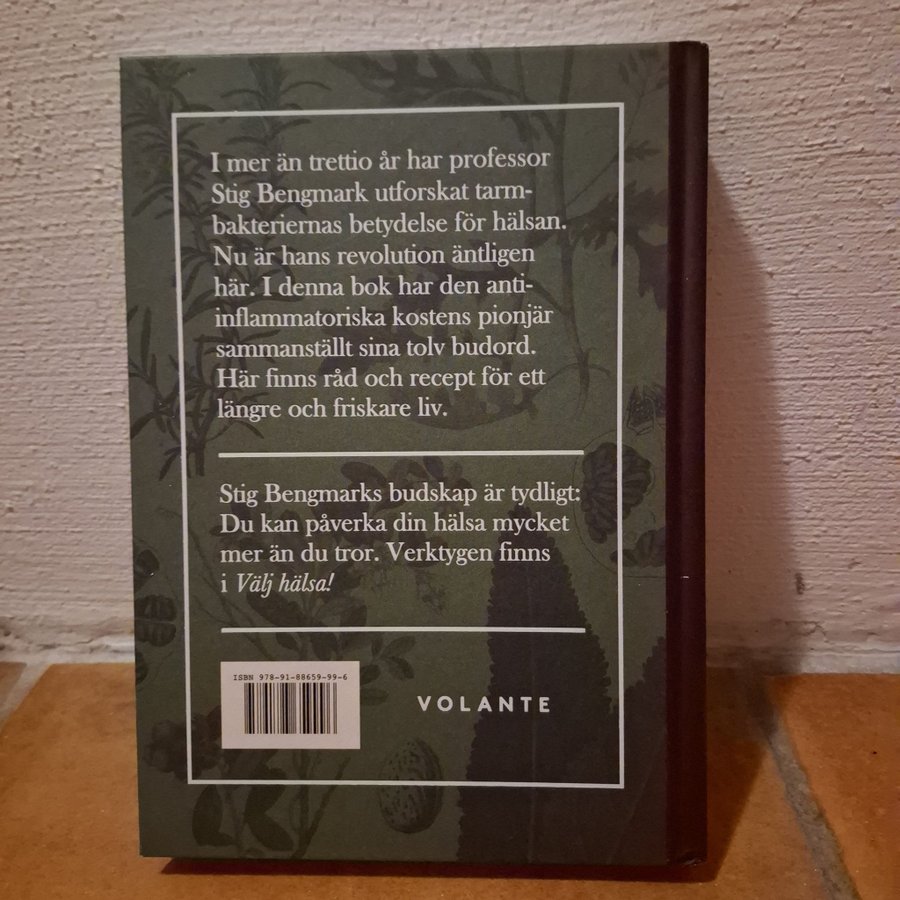 I mer än trettio år har professor
Stig Bengmark utforskat tarm-
bakteriernas betydelse för hälsan.
Nu är hans revolution äntligen
här. I denna bok har den anti-
inflammatoriska kostens pionjär
sammanställt sina tolv budord.
Här finns råd och recept för ett
längre och friskare liv.
Stig Bengmarks budskap är tydligt:
Du kan påverka din hälsa mycket
mer än du tror. Verktygen finns
i Välj hälsa!
ISBN 978-91-88659-99-6
VOLANTE